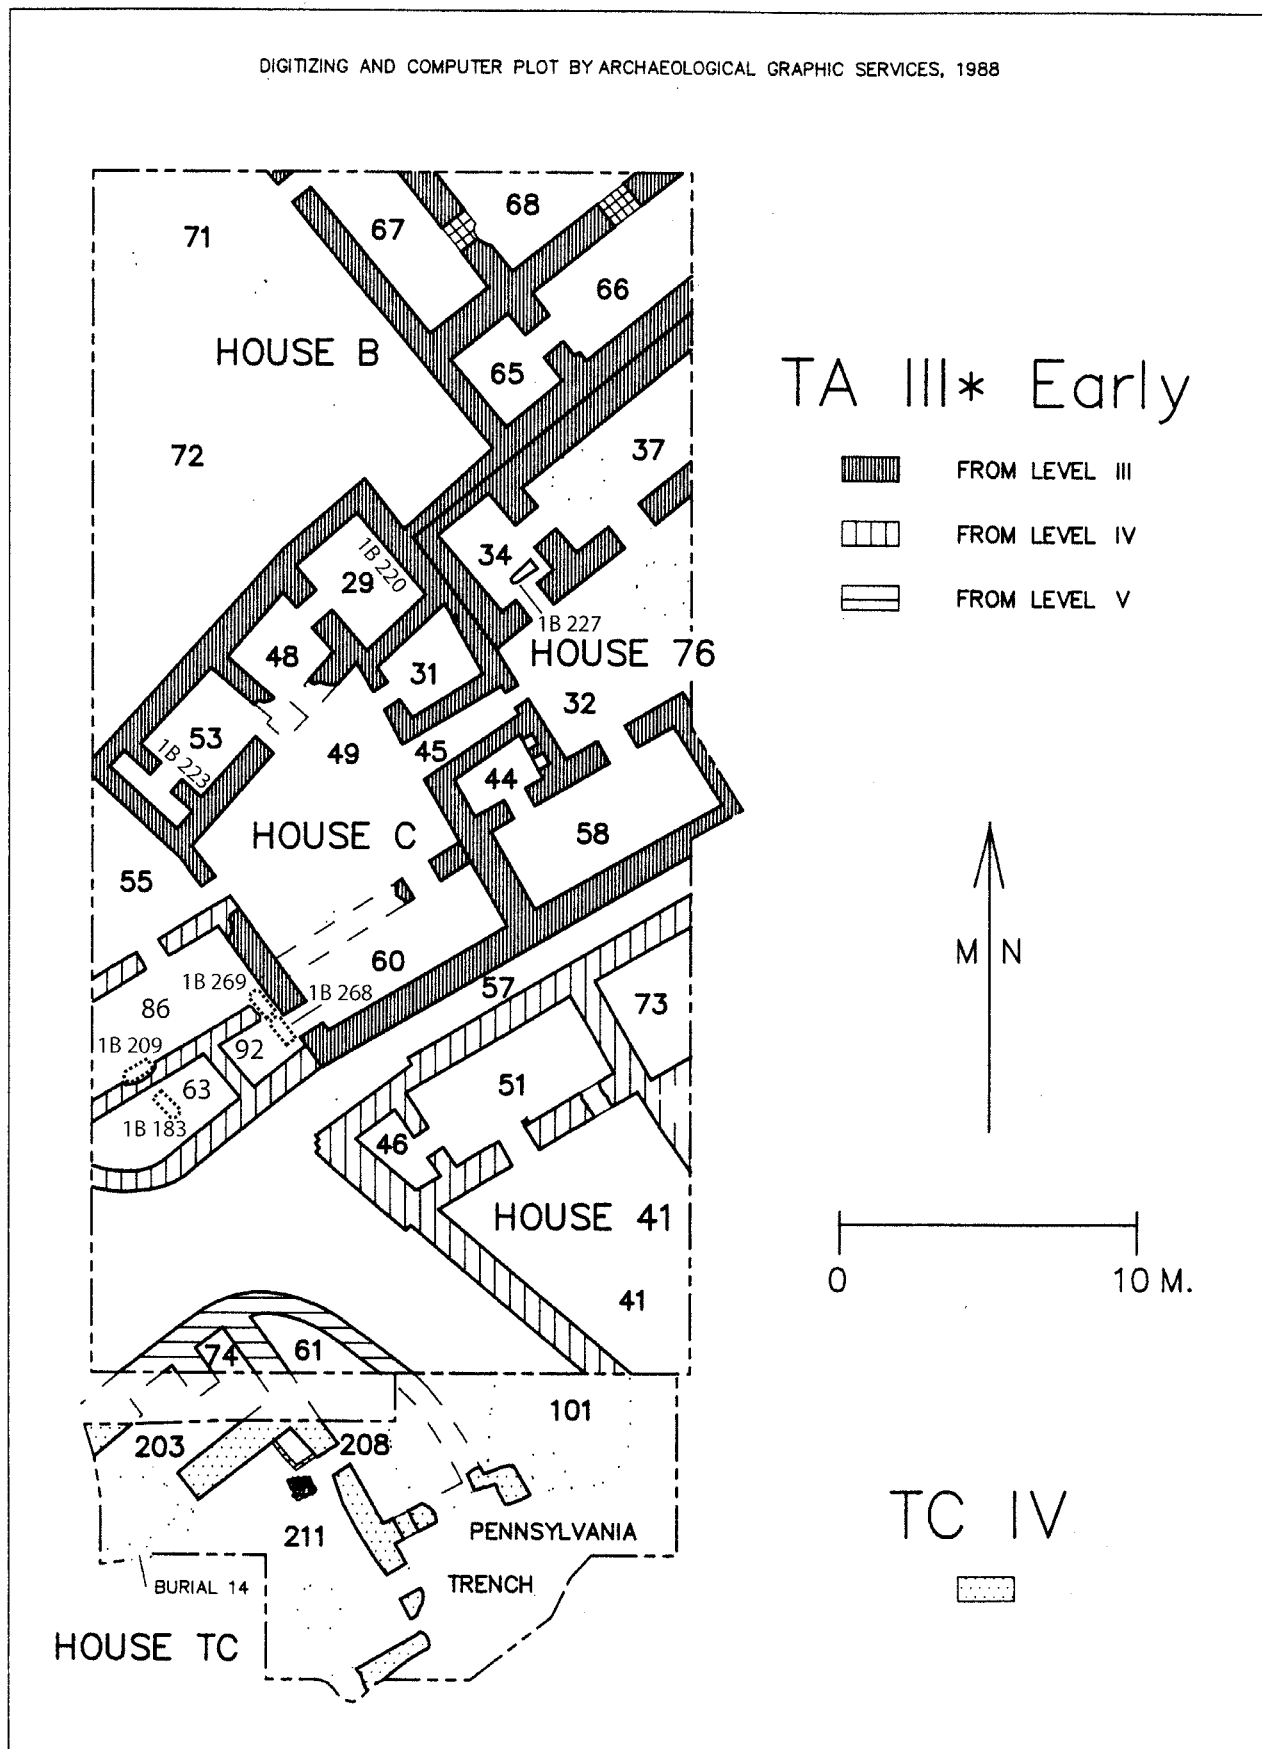 DIGITIZING AND COMPUTER PLOT BY ARCHAEOLOGICAL GRAPHIC SERVICES, 1988
68
67
71
66
HOUSE B
65
TA III* Early
72
37
FROM LEVEL III
34
FROM LEVEL IV
1B 220
29
FROM LEVEL V
1B 227
48
HOUSE 76
31
32
53
49
45
1B 223
44
HOUSE C
58
55
M N
60
1B 269
1B 268
57
86
73
1B 209
92
51
63
1B 183
46
HOUSE 41
0 10 M.
41
74
61
101
203
208
TC IV
211
PENNSYLVANIA
BURIAL 14
TRENCH
HOUSE TC